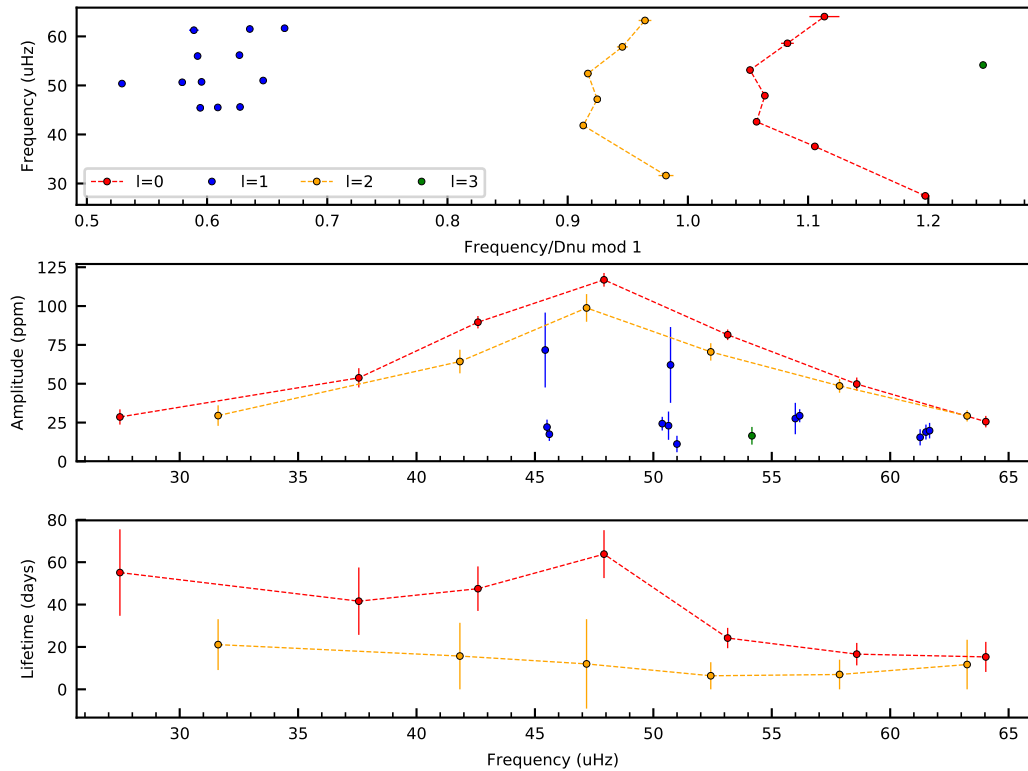 Frequency (uHz)
60
50
40
30
l=0 l=1 l=2 l=3
0.5 0.6 0.7 0.8 0.9 1.0 1.1 1.2
Frequency/Dnu mod 1
Amplitude (ppm)
125
100
75
50
25
0
30 35 40 45 50 55 60 65
Lifetime (days)
80
60
40
20
0
30 35 40 45 50 55 60 65
Frequency (uHz)